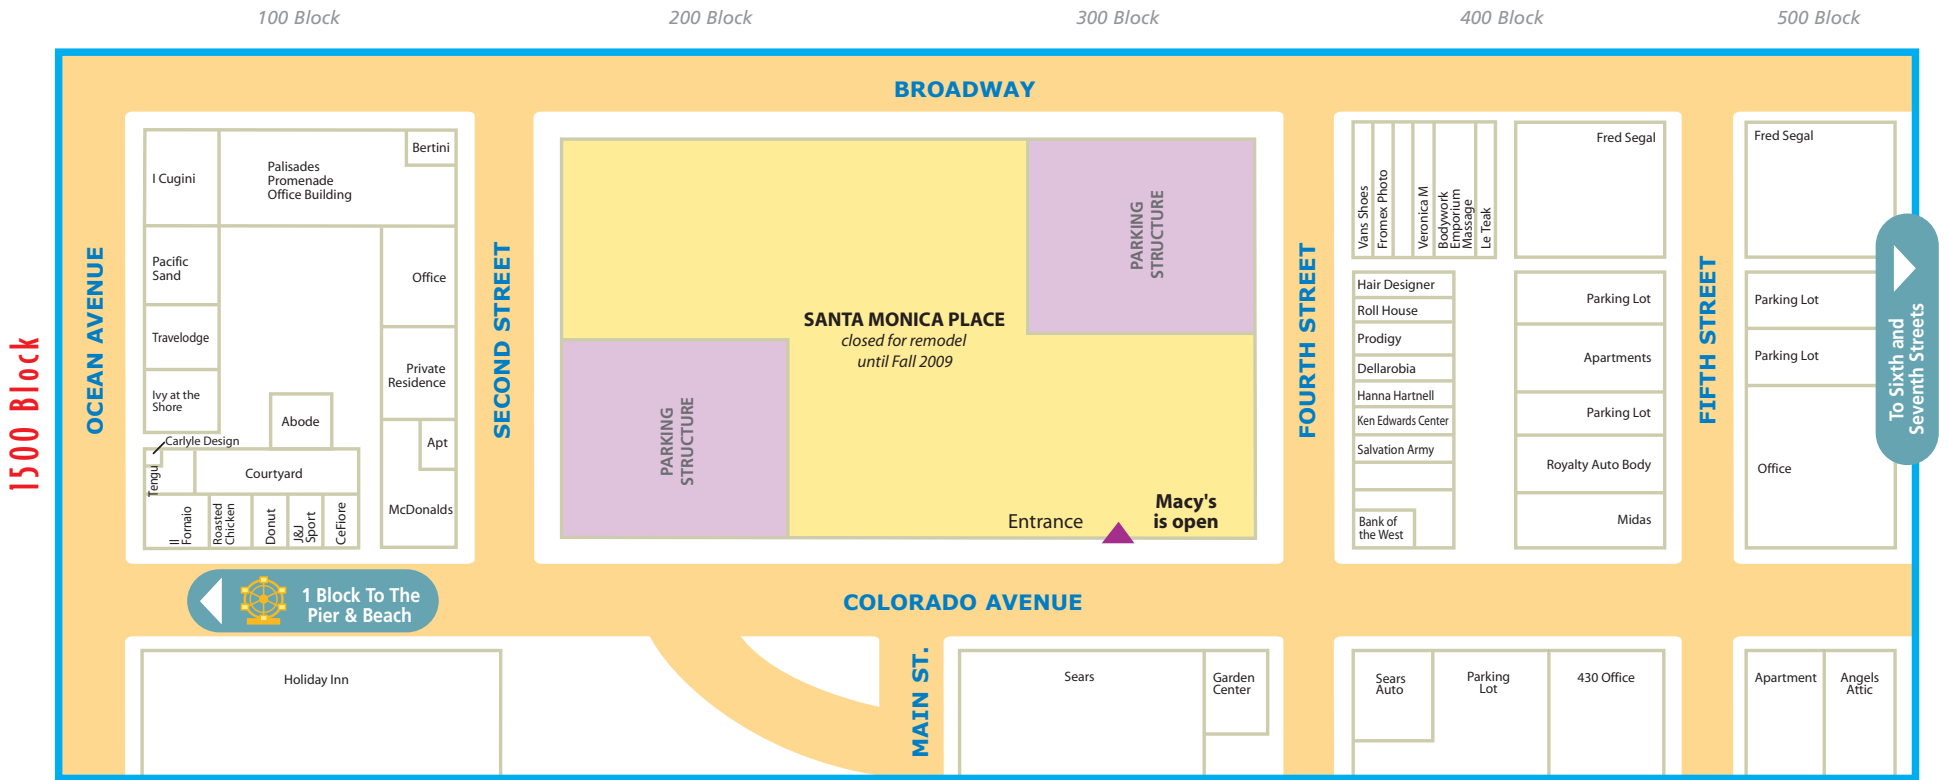 100 Block
200 Block
300 Block
400 Block
500 Block
1500 Block
BROADWAY
OCEAN AVENUE
SECOND STREET
FOURTH STREET
FIFTH STREET
COLORADO AVENUE
MAIN ST.
I Cugini
Palisades
Promenade
Office Building
Bertini
Pacific
Sand
Office
Travelodge
Private
Residence
Ivy at the
Shore
Abode
Apt
Carlyle Design
Tengu
Courtyard
McDonalds
Il
Fornaio
Roasted
Chicken
Donut
J&J
Sport
CeFiore
1 Block To The
Pier & Beach
Holiday Inn
SANTA MONICA PLACE
closed for remodel
until Fall 2009
PARKING
STRUCTURE
PARKING
STRUCTURE
Entrance
Macy's
is open
Sears
Garden
Center
Vans Shoes
Fromex Photo
Veronica M
Bodywork
Emporium
Massage
Le Teak
Fred Segal
Hair Designer
Roll House
Prodigy
Dellarobia
Hanna Hartnell
Ken Edwards Center
Salvation Army
Bank of
the West
Parking Lot
Apartments
Parking Lot
Royalty Auto Body
Midas
Sears
Auto
Parking
Lot
430 Office
Fred Segal
Parking Lot
Parking Lot
Office
To Sixth and
Seventh Streets
Apartment
Angels
Attic